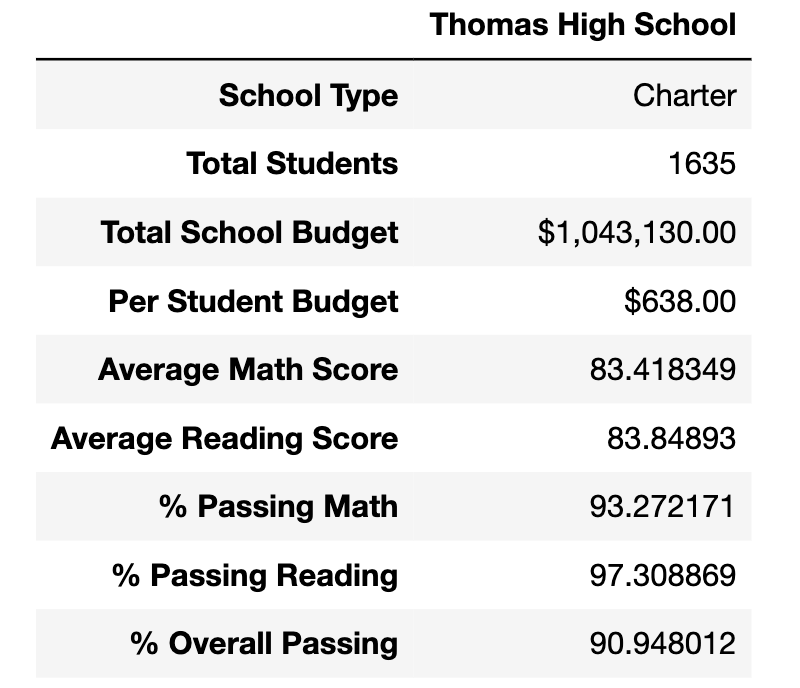 Thomas High School
School Type Charter
Total Students 1635
Total School Budget $1,043,130.00
Per Student Budget $638.00
Average Math Score 83.418349
Average Reading Score 83.84893
% Passing Math 93.272171
% Passing Reading 97.308869
% Overall Passing 90.948012